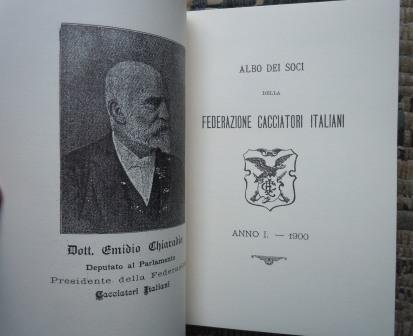 Dott. Emidio Chiaradia
Deputato al Parlamento
Presidente della Federazione
Cacciatori Italiani
ALBO DEI SOCI
DELLA
FEDERAZIONE CACCIATORI ITALIANI
ANNO I. — 1900